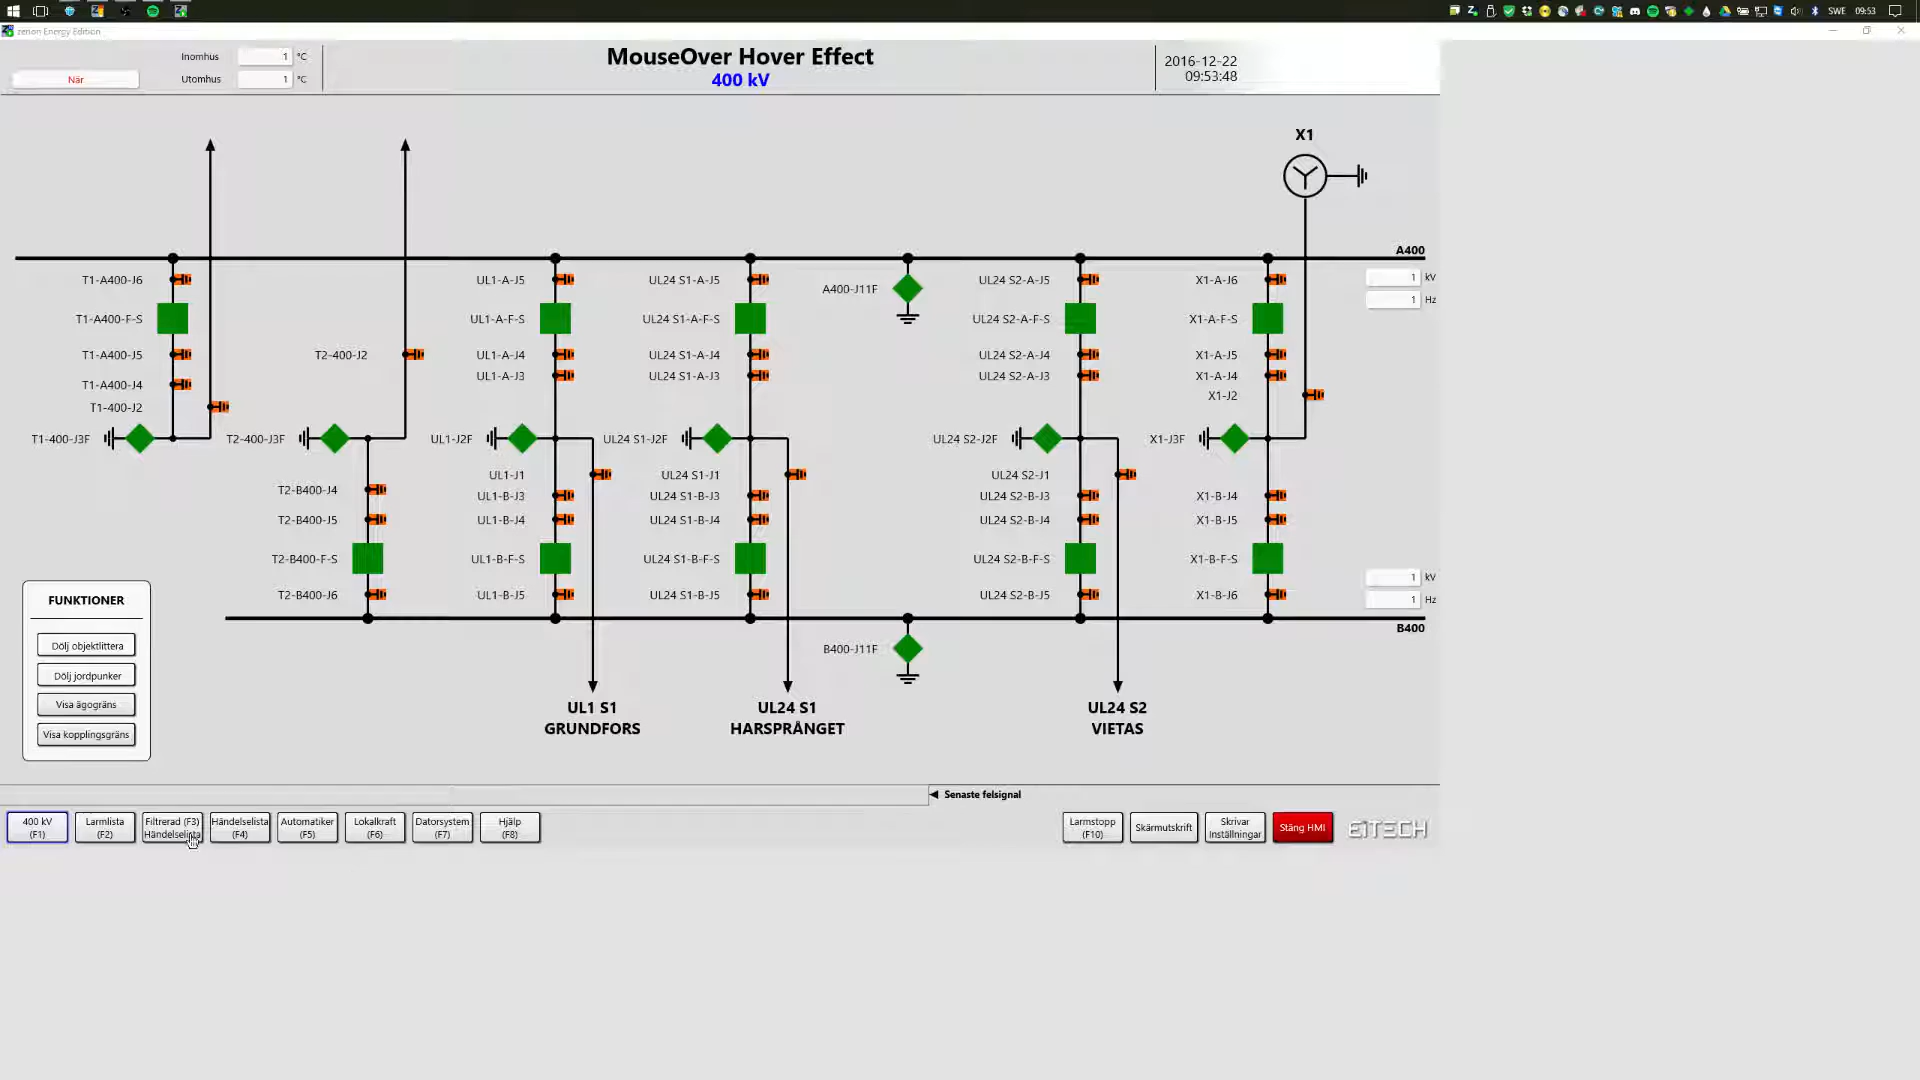 SWE 09:53
zenon Energy Edition
När
Inomhus 1 °C
Utomhus 1 °C
MouseOver Hover Effect
400 kV
2016-12-22
09:53:48
X1
A400
1 kV
1 Hz
T1-A400-J6
T1-A400-F-S
T1-A400-J5
T1-A400-J4
T1-400-J2
T1-400-J3F
T2-400-J2
T2-400-J3F
T2-B400-J4
T2-B400-J5
T2-B400-F-S
T2-B400-J6
UL1-A-J5
UL1-A-F-S
UL1-A-J4
UL1-A-J3
UL1-J2F
UL1-J1
UL1-B-J3
UL1-B-J4
UL1-B-F-S
UL1-B-J5
UL24 S1-A-J5
UL24 S1-A-F-S
UL24 S1-A-J4
UL24 S1-A-J3
UL24 S1-J2F
UL24 S1-J1
UL24 S1-B-J3
UL24 S1-B-J4
UL24 S1-B-F-S
UL24 S1-B-J5
A400-J11F
B400-J11F
UL24 S2-A-J5
UL24 S2-A-F-S
UL24 S2-A-J4
UL24 S2-A-J3
UL24 S2-J2F
UL24 S2-J1
UL24 S2-B-J3
UL24 S2-B-J4
UL24 S2-B-F-S
UL24 S2-B-J5
X1-A-J6
X1-A-F-S
X1-A-J5
X1-A-J4
X1-J2
X1-J3F
X1-B-J4
X1-B-J5
X1-B-F-S
X1-B-J6
1 kV
1 Hz
B400
FUNKTIONER
Dölj objektlittera
Dölj jordpunker
Visa ägogräns
Visa kopplingsgräns
UL1 S1
GRUNDFORS
UL24 S1
HARSPRÅNGET
UL24 S2
VIETAS
Senaste felsignal
400 kV
(F1)
Larmlista
(F2)
Filtrerad (F3)
Händelselista
Händelselista
(F4)
Automatiker
(F5)
Lokalkraft
(F6)
Datorsystem
(F7)
Hjälp
(F8)
Larmstopp
(F10)
Skärmutskrift
Skrivar
Inställningar
Stäng HMI
EITECH